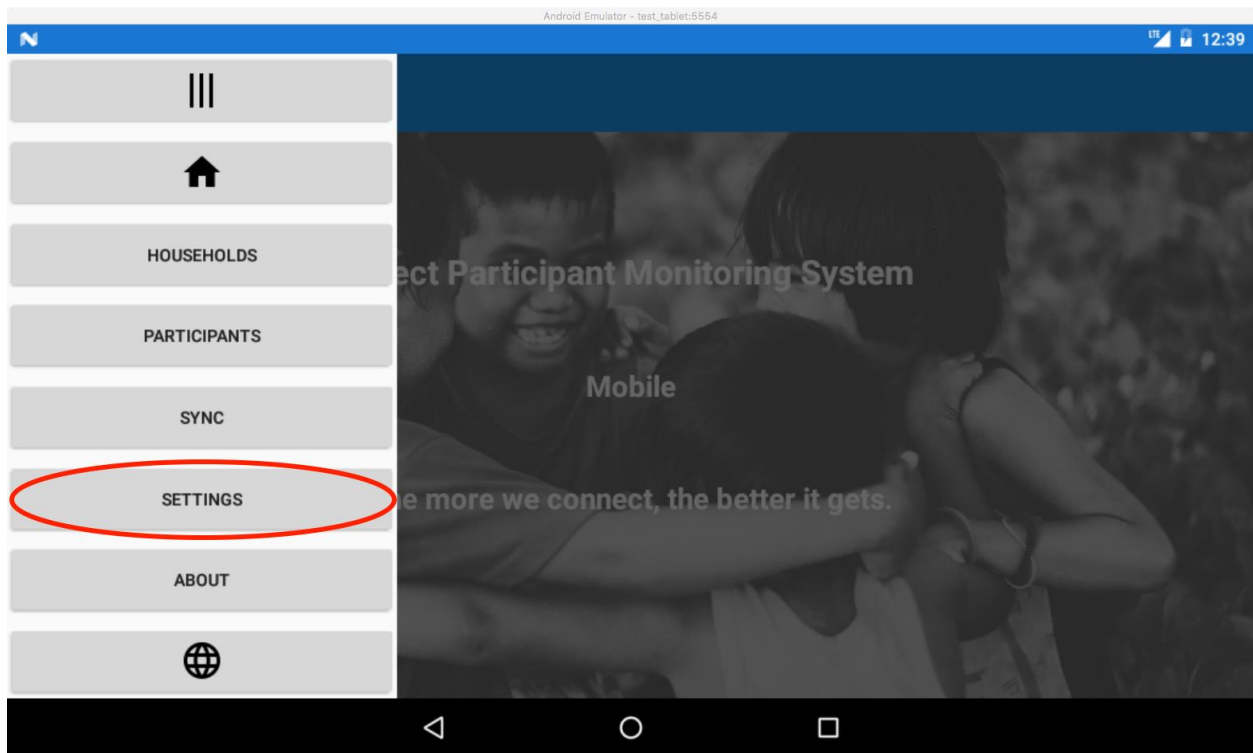 Android Emulator - test_tablet:5554
LTE 12:39
HOUSEHOLDS
ect Participant Monitoring System
PARTICIPANTS
Mobile
SYNC
SETTINGS
e more we connect, the better it gets.
ABOUT